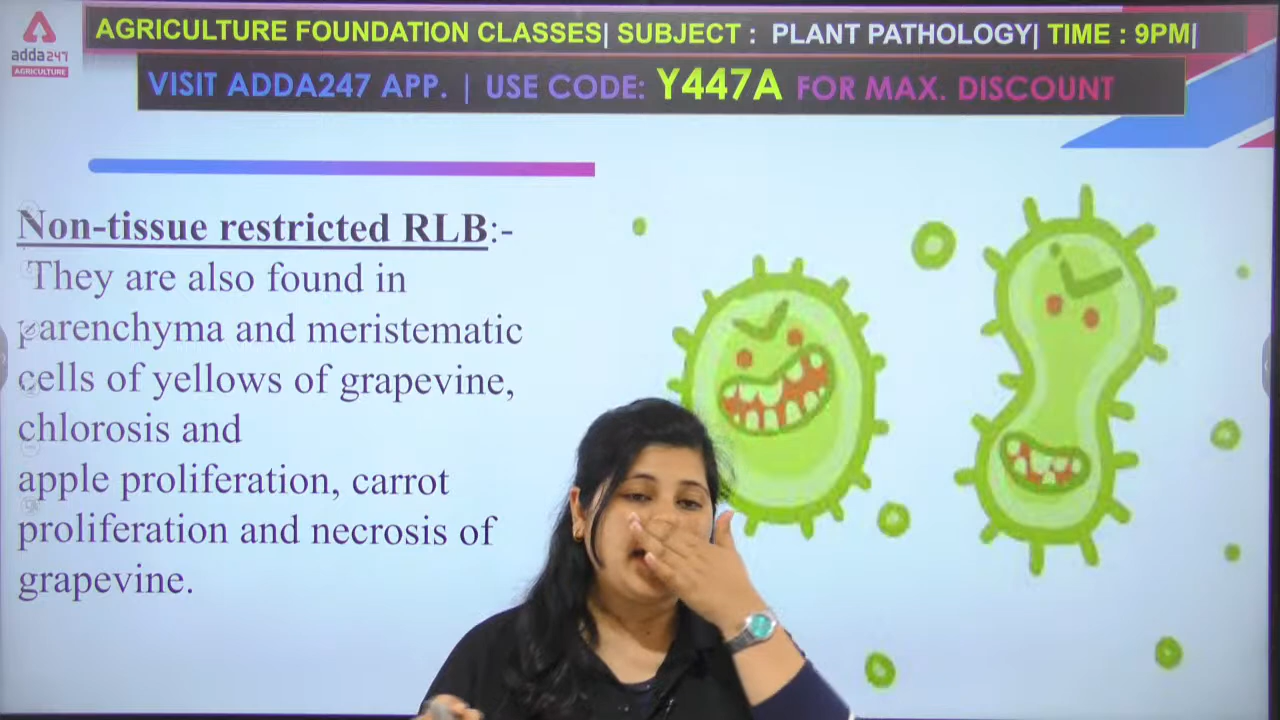 AGRICULTURE FOUNDATION CLASSES| SUBJECT : PLANT PATHOLOGY| TIME : 9PM|
adda247
AGRICULTURE
VISIT ADDA247 APP. | USE CODE: Y447A FOR MAX. DISCOUNT
Non-tissue restricted RLB:-
They are also found in
parenchyma and meristematic
cells of yellows of grapevine,
chlorosis and
apple proliferation, carrot
proliferation and necrosis of
grapevine.